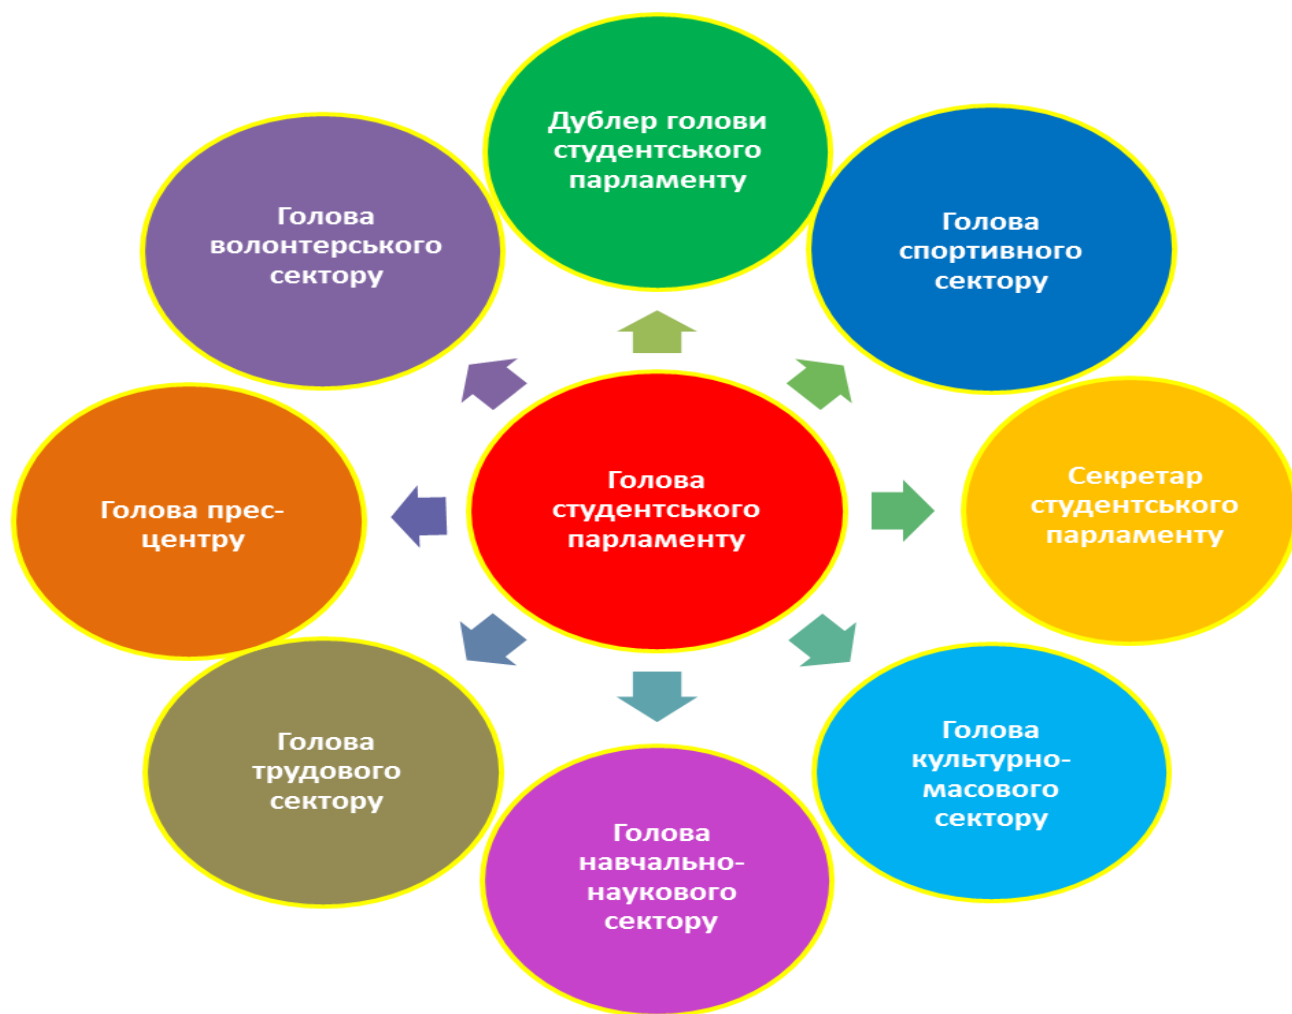 Дублер голови
студентського
парламенту
Голова
спортивного
сектору
Секретар
студентського
парламенту
Голова
культурно-
масового
сектору
Голова
навчально-
наукового
сектору
Голова
трудового
сектору
Голова прес-
центру
Голова
волонтерського
сектору
Голова
студентського
парламенту